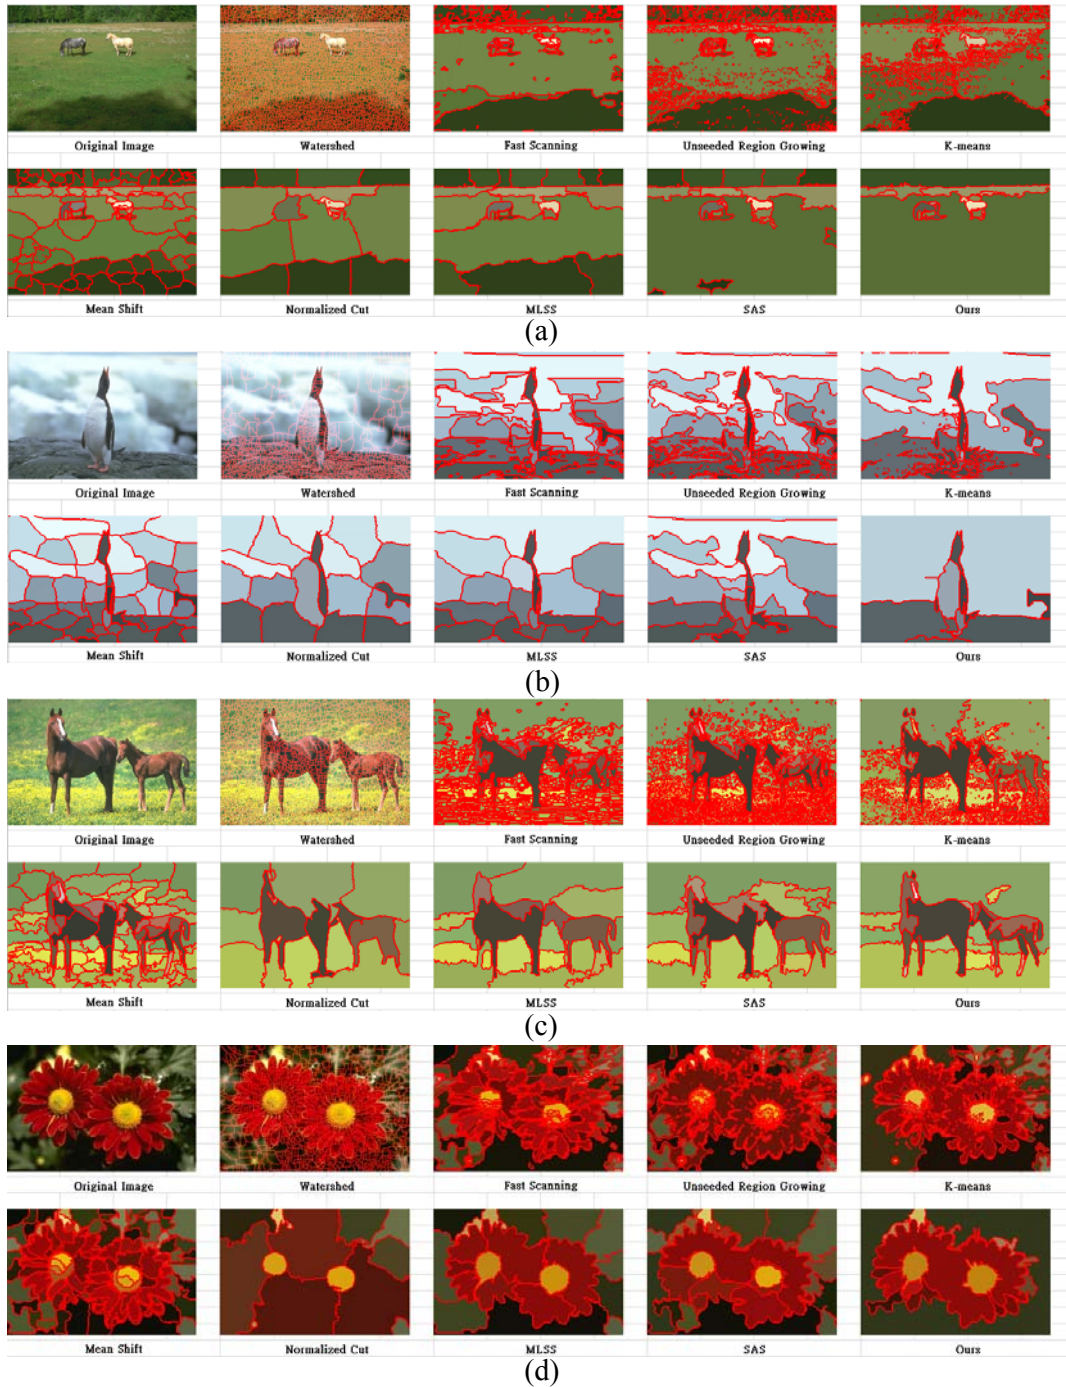 Original Image Watershed Fast Scanning Unseeded Region Growing K-means
Mean Shift Normalized Cut MLSS SAS Ours
(a)
Original Image Watershed Fast Scanning Unseeded Region Growing K-means
Mean Shift Normalized Cut MLSS SAS Ours
(b)
Original Image Watershed Fast Scanning Unseeded Region Growing K-means
Mean Shift Normalized Cut MLSS SAS Ours
(c)
Original Image Watershed Fast Scanning Unseeded Region Growing K-means
Mean Shift Normalized Cut MLSS SAS Ours
(d)